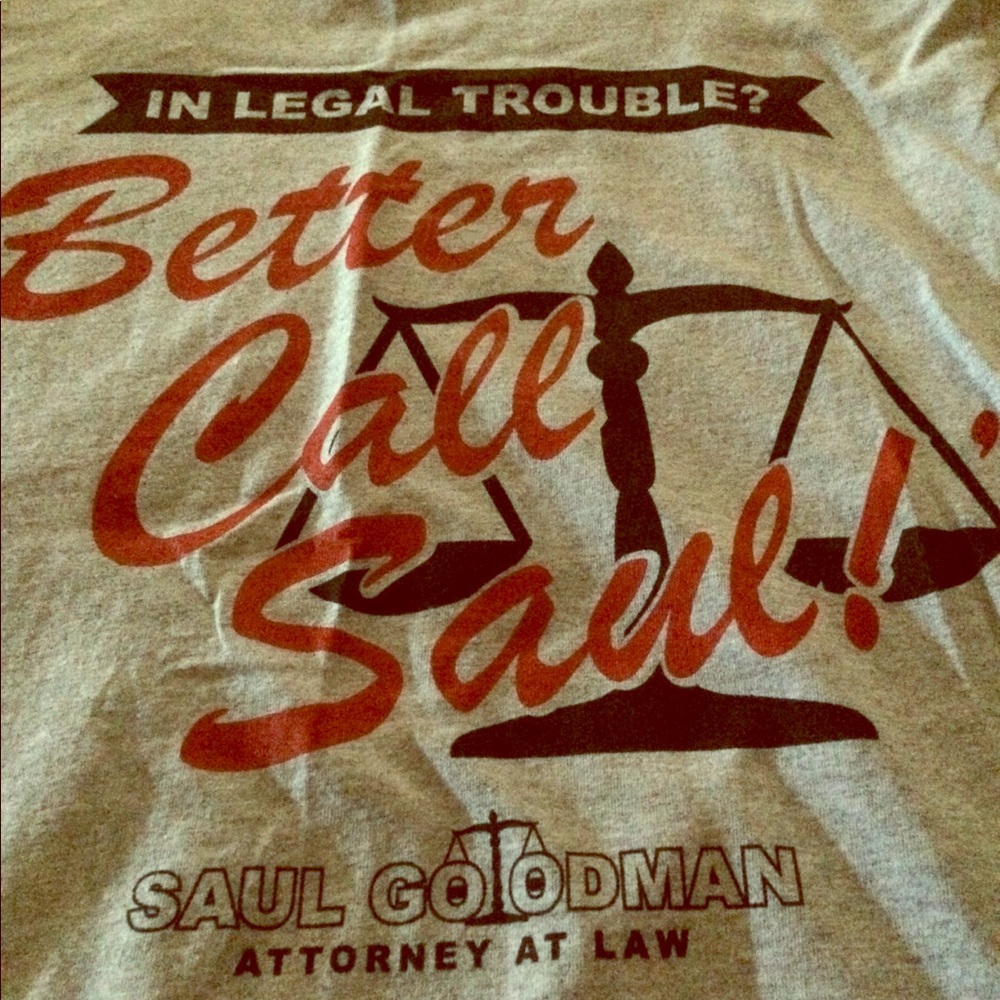 IN LEGAL TROUBLE?
Better
Call
Saul!
SAUL GOODMAN
ATTORNEY AT LAW